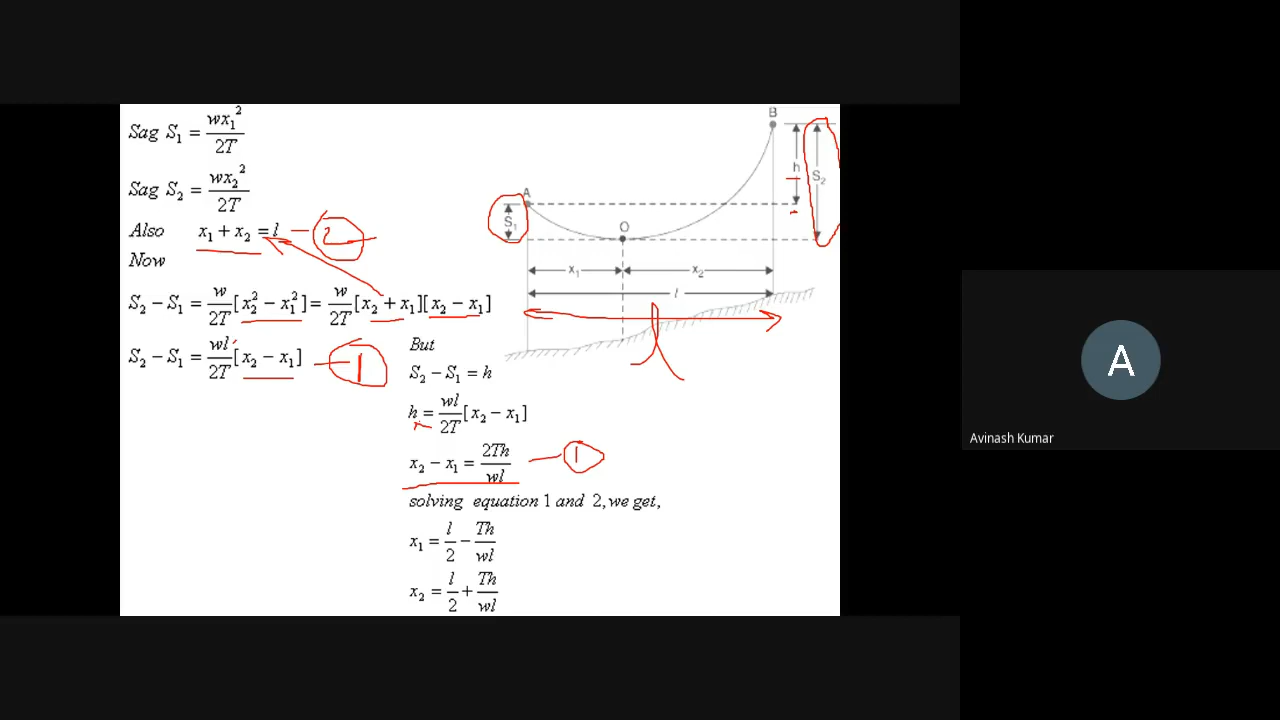 Sag S₁ = wx₁²/2T
Sag S₂ = wx₂²/2T
Also x₁ + x₂ = l – 2
Now
S₂ − S₁ = w/2T [x₂² − x₁²] = w/2T [x₂ + x₁][x₂ − x₁]
S₂ − S₁ = wl/2T [x₂ − x₁] – 1
But
S₂ − S₁ = h
h = wl/2T [x₂ − x₁]
x₂ − x₁ = 2Th/wl – 1
solving equation 1 and 2, we get,
x₁ = l/2 − Th/wl
x₂ = l/2 + Th/wl
B
h
S₂
A
S₁
O
x₁
x₂
l
l
A
Avinash Kumar